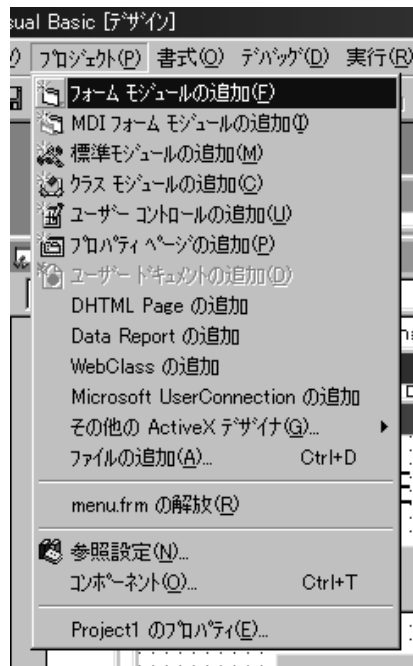 sual Basic [デザイン]
プロジェクト(P) 書式(O) デバッグ(D) 実行(R)
フォーム モジュールの追加(F)
MDI フォーム モジュールの追加(I)
標準モジュールの追加(M)
クラス モジュールの追加(C)
ユーザー コントロールの追加(U)
プロパティ ページの追加(P)
ユーザー ドキュメントの追加(D)
DHTML Page の追加
Data Report の追加
WebClass の追加
Microsoft UserConnection の追加
その他の ActiveX デザイナ(G)...
ファイルの追加(A)... Ctrl+D
menu.frm の解放(R)
参照設定(N)...
コンポーネント(O)... Ctrl+T
Project1 のプロパティ(E)...